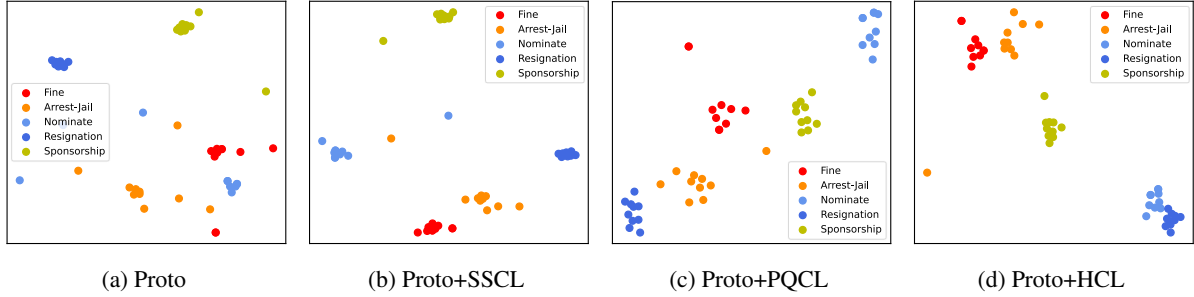 Fine
Arrest-Jail
Nominate
Resignation
Sponsorship
(a) Proto
Fine
Arrest-Jail
Nominate
Resignation
Sponsorship
(b) Proto+SSCL
Fine
Arrest-Jail
Nominate
Resignation
Sponsorship
(c) Proto+PQCL
Fine
Arrest-Jail
Nominate
Resignation
Sponsorship
(d) Proto+HCL